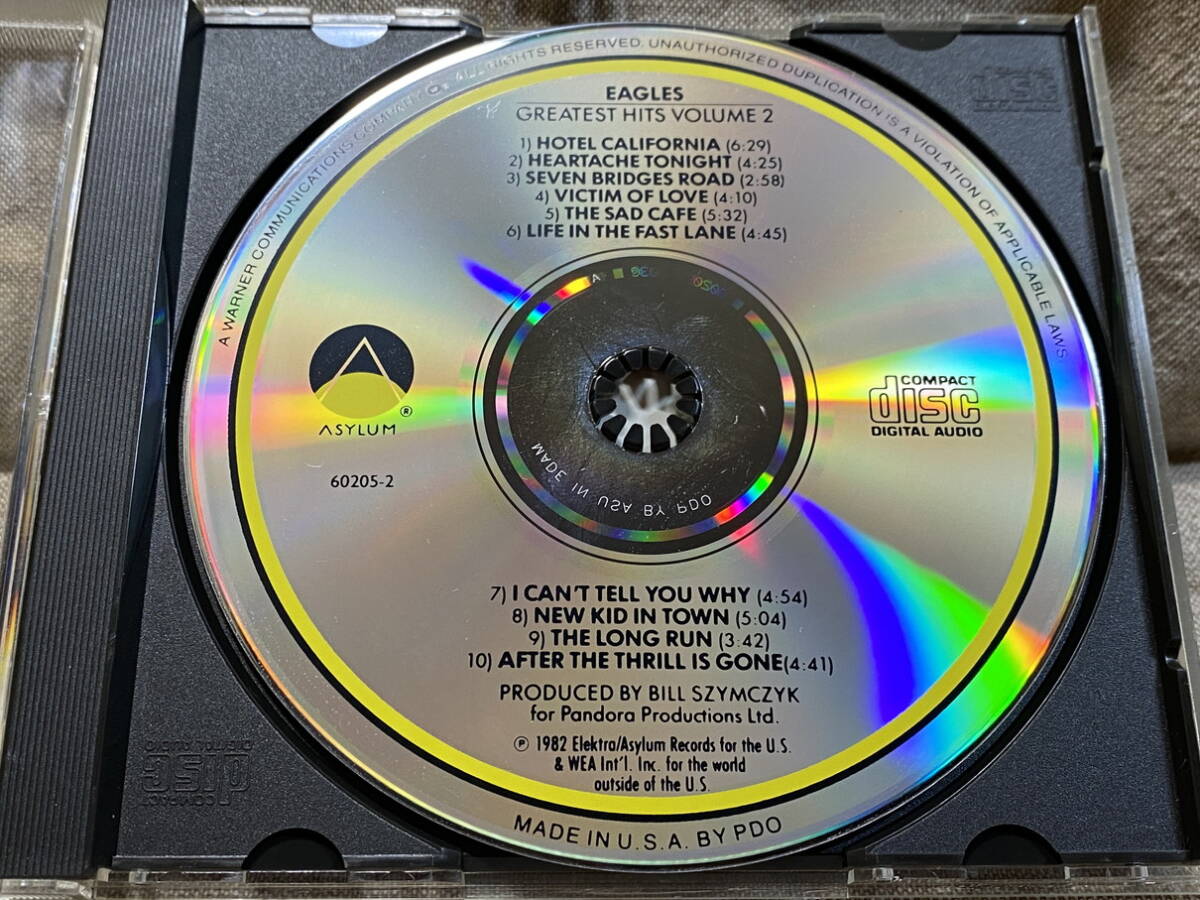 A WARNER COMMUNICATIONS COMPANY ALL RIGHTS RESERVED. UNAUTHORIZED DUPLICATION IS A VIOLATION OF APPLICABLE LAWS.
EAGLES
GREATEST HITS VOLUME 2
1) HOTEL CALIFORNIA (6:29)
2) HEARTACHE TONIGHT (4:25)
3) SEVEN BRIDGES ROAD (2:58)
4) VICTIM OF LOVE (4:10)
5) THE SAD CAFE (5:32)
6) LIFE IN THE FAST LANE (4:45)
ASYLUM ®
60205-2
COMPACT
disc
DIGITAL AUDIO
MADE IN USA BY PDO
7) I CAN'T TELL YOU WHY (4:54)
8) NEW KID IN TOWN (5:04)
9) THE LONG RUN (3:42)
10) AFTER THE THRILL IS GONE(4:41)
PRODUCED BY BILL SZYMCZYK
for Pandora Productions Ltd.
℗ 1982 Elektra/Asylum Records for the U.S.
& WEA Int'l. Inc. for the world
outside of the U.S.
MADE IN U.S.A. BY PDO
COMPACT
disc
DIGITAL AUDIO